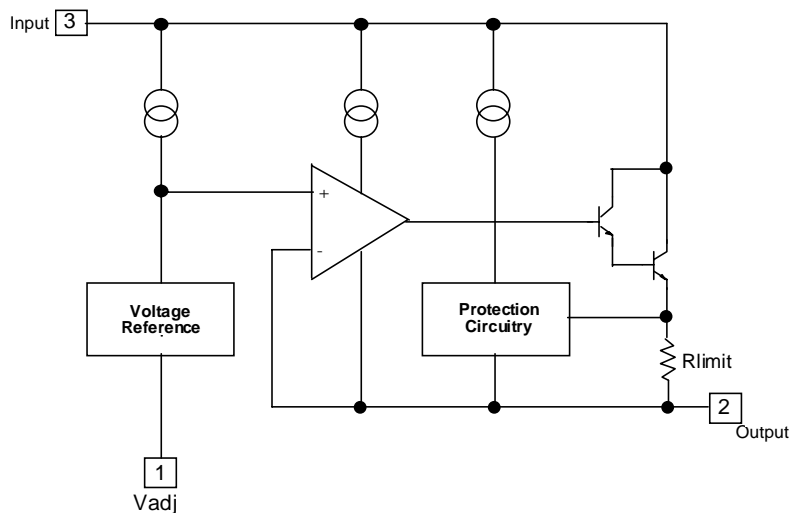 Input 3
+
-
Voltage
Reference
Protection
Circuitry
Rlimit
2
Output
1
Vadj